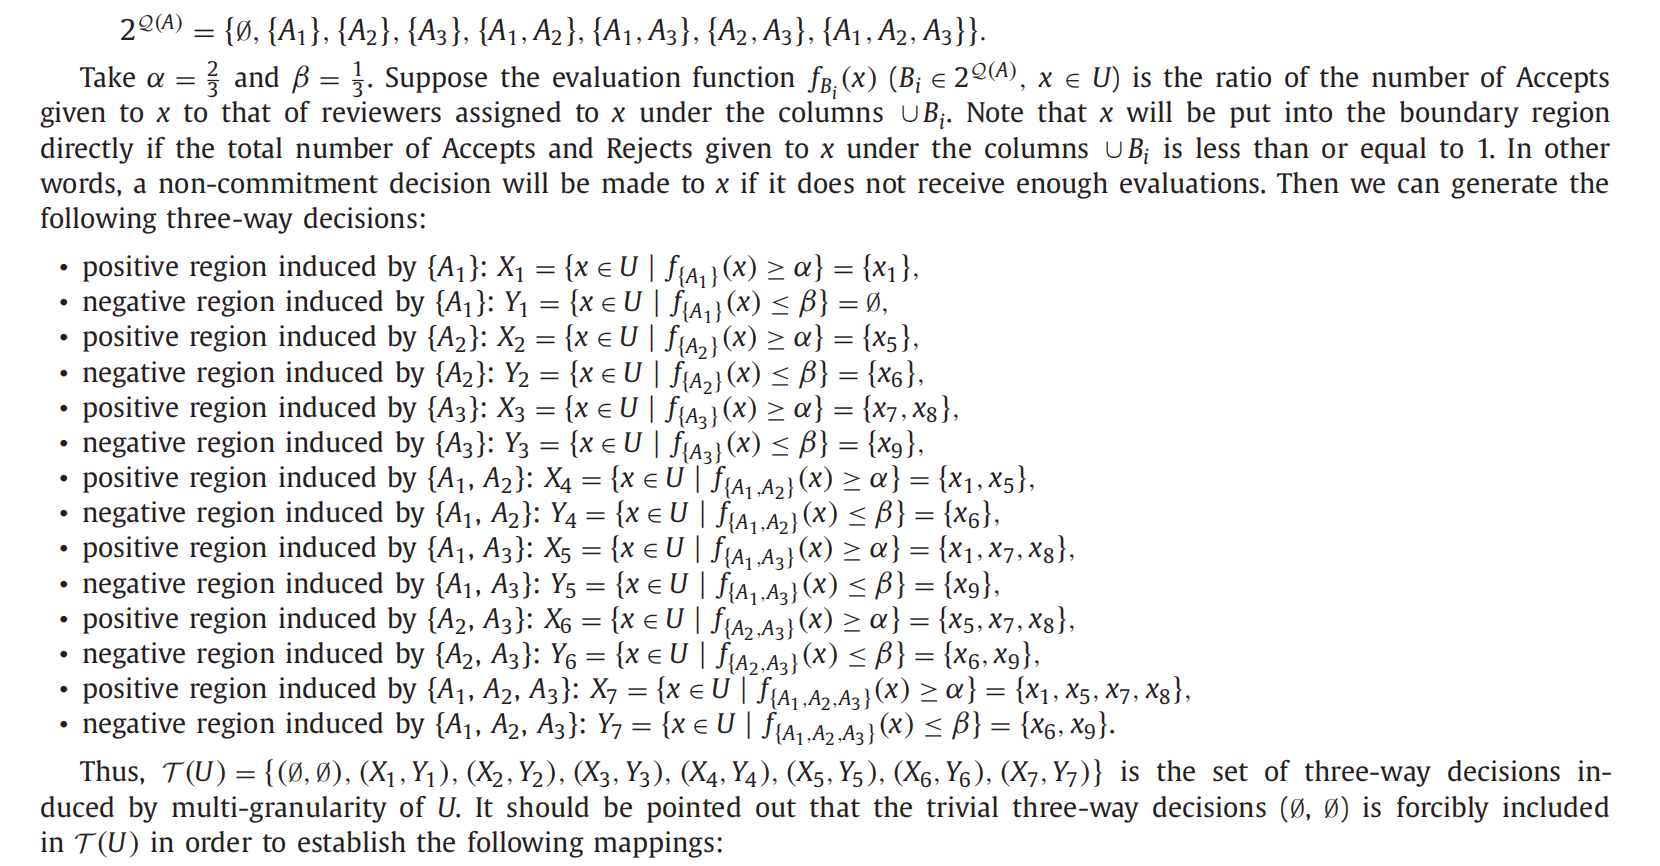 2^{𝒬(A)} = {∅, {A₁}, {A₂}, {A₃}, {A₁, A₂}, {A₁, A₃}, {A₂, A₃}, {A₁, A₂, A₃}}.
Take α = 2/3 and β = 1/3. Suppose the evaluation function f_{B_i}(x) (B_i ∈ 2^{𝒬(A)}, x ∈ U) is the ratio of the number of Accepts
given to x to that of reviewers assigned to x under the columns ∪B_i. Note that x will be put into the boundary region
directly if the total number of Accepts and Rejects given to x under the columns ∪B_i is less than or equal to 1. In other
words, a non-commitment decision will be made to x if it does not receive enough evaluations. Then we can generate the
following three-way decisions:
• positive region induced by {A₁}: X₁ = {x ∈ U | f_{{A₁}}(x) ≥ α} = {x₁},
• negative region induced by {A₁}: Y₁ = {x ∈ U | f_{{A₁}}(x) ≤ β} = ∅,
• positive region induced by {A₂}: X₂ = {x ∈ U | f_{{A₂}}(x) ≥ α} = {x₅},
• negative region induced by {A₂}: Y₂ = {x ∈ U | f_{{A₂}}(x) ≤ β} = {x₆},
• positive region induced by {A₃}: X₃ = {x ∈ U | f_{{A₃}}(x) ≥ α} = {x₇, x₈},
• negative region induced by {A₃}: Y₃ = {x ∈ U | f_{{A₃}}(x) ≤ β} = {x₉},
• positive region induced by {A₁, A₂}: X₄ = {x ∈ U | f_{{A₁,A₂}}(x) ≥ α} = {x₁, x₅},
• negative region induced by {A₁, A₂}: Y₄ = {x ∈ U | f_{{A₁,A₂}}(x) ≤ β} = {x₆},
• positive region induced by {A₁, A₃}: X₅ = {x ∈ U | f_{{A₁,A₃}}(x) ≥ α} = {x₁, x₇, x₈},
• negative region induced by {A₁, A₃}: Y₅ = {x ∈ U | f_{{A₁,A₃}}(x) ≤ β} = {x₉},
• positive region induced by {A₂, A₃}: X₆ = {x ∈ U | f_{{A₂,A₃}}(x) ≥ α} = {x₅, x₇, x₈},
• negative region induced by {A₂, A₃}: Y₆ = {x ∈ U | f_{{A₂,A₃}}(x) ≤ β} = {x₆, x₉},
• positive region induced by {A₁, A₂, A₃}: X₇ = {x ∈ U | f_{{A₁,A₂,A₃}}(x) ≥ α} = {x₁, x₅, x₇, x₈},
• negative region induced by {A₁, A₂, A₃}: Y₇ = {x ∈ U | f_{{A₁,A₂,A₃}}(x) ≤ β} = {x₆, x₉}.
Thus, 𝒯(U) = {(∅, ∅), (X₁, Y₁), (X₂, Y₂), (X₃, Y₃), (X₄, Y₄), (X₅, Y₅), (X₆, Y₆), (X₇, Y₇)} is the set of three-way decisions in-
duced by multi-granularity of U. It should be pointed out that the trivial three-way decisions (∅, ∅) is forcibly included
in 𝒯(U) in order to establish the following mappings: